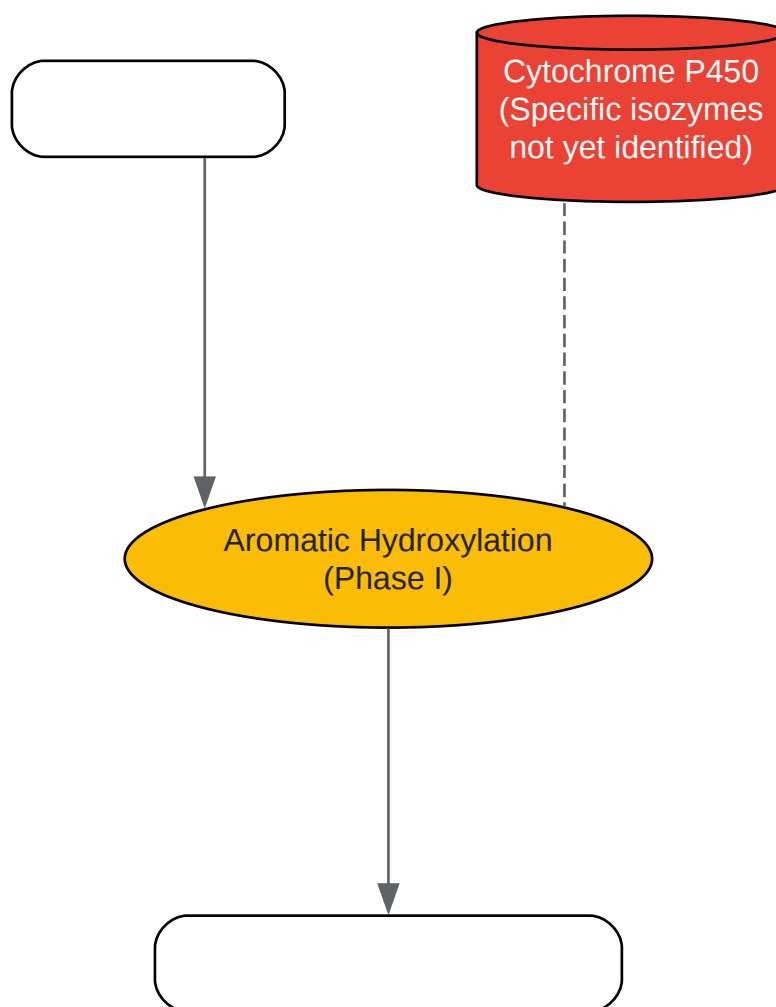 Cytochrome P450
(Specific isozymes
not yet identified)
Aromatic Hydroxylation
(Phase I)